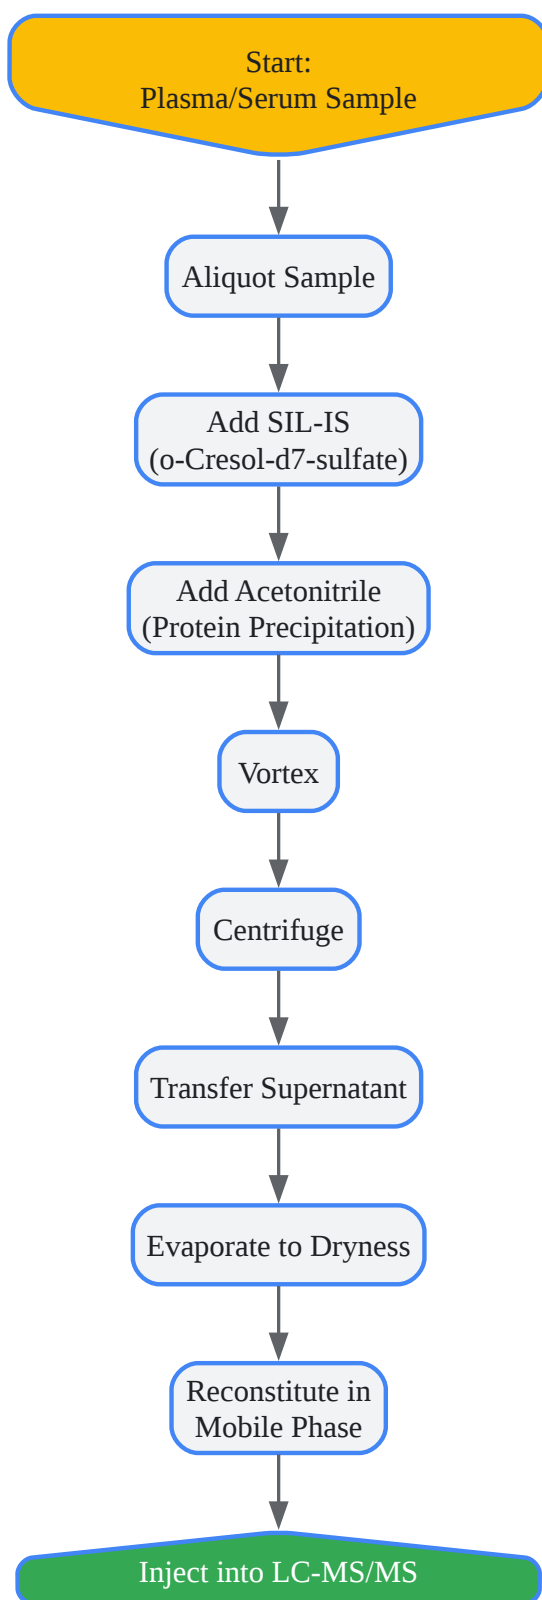 Start:
Plasma/Serum Sample
Aliquot Sample
Add SIL-IS
(o-Cresol-d7-sulfate)
Add Acetonitrile
(Protein Precipitation)
Vortex
Centrifuge
Transfer Supernatant
Evaporate to Dryness
Reconstitute in
Mobile Phase
Inject into LC-MS/MS